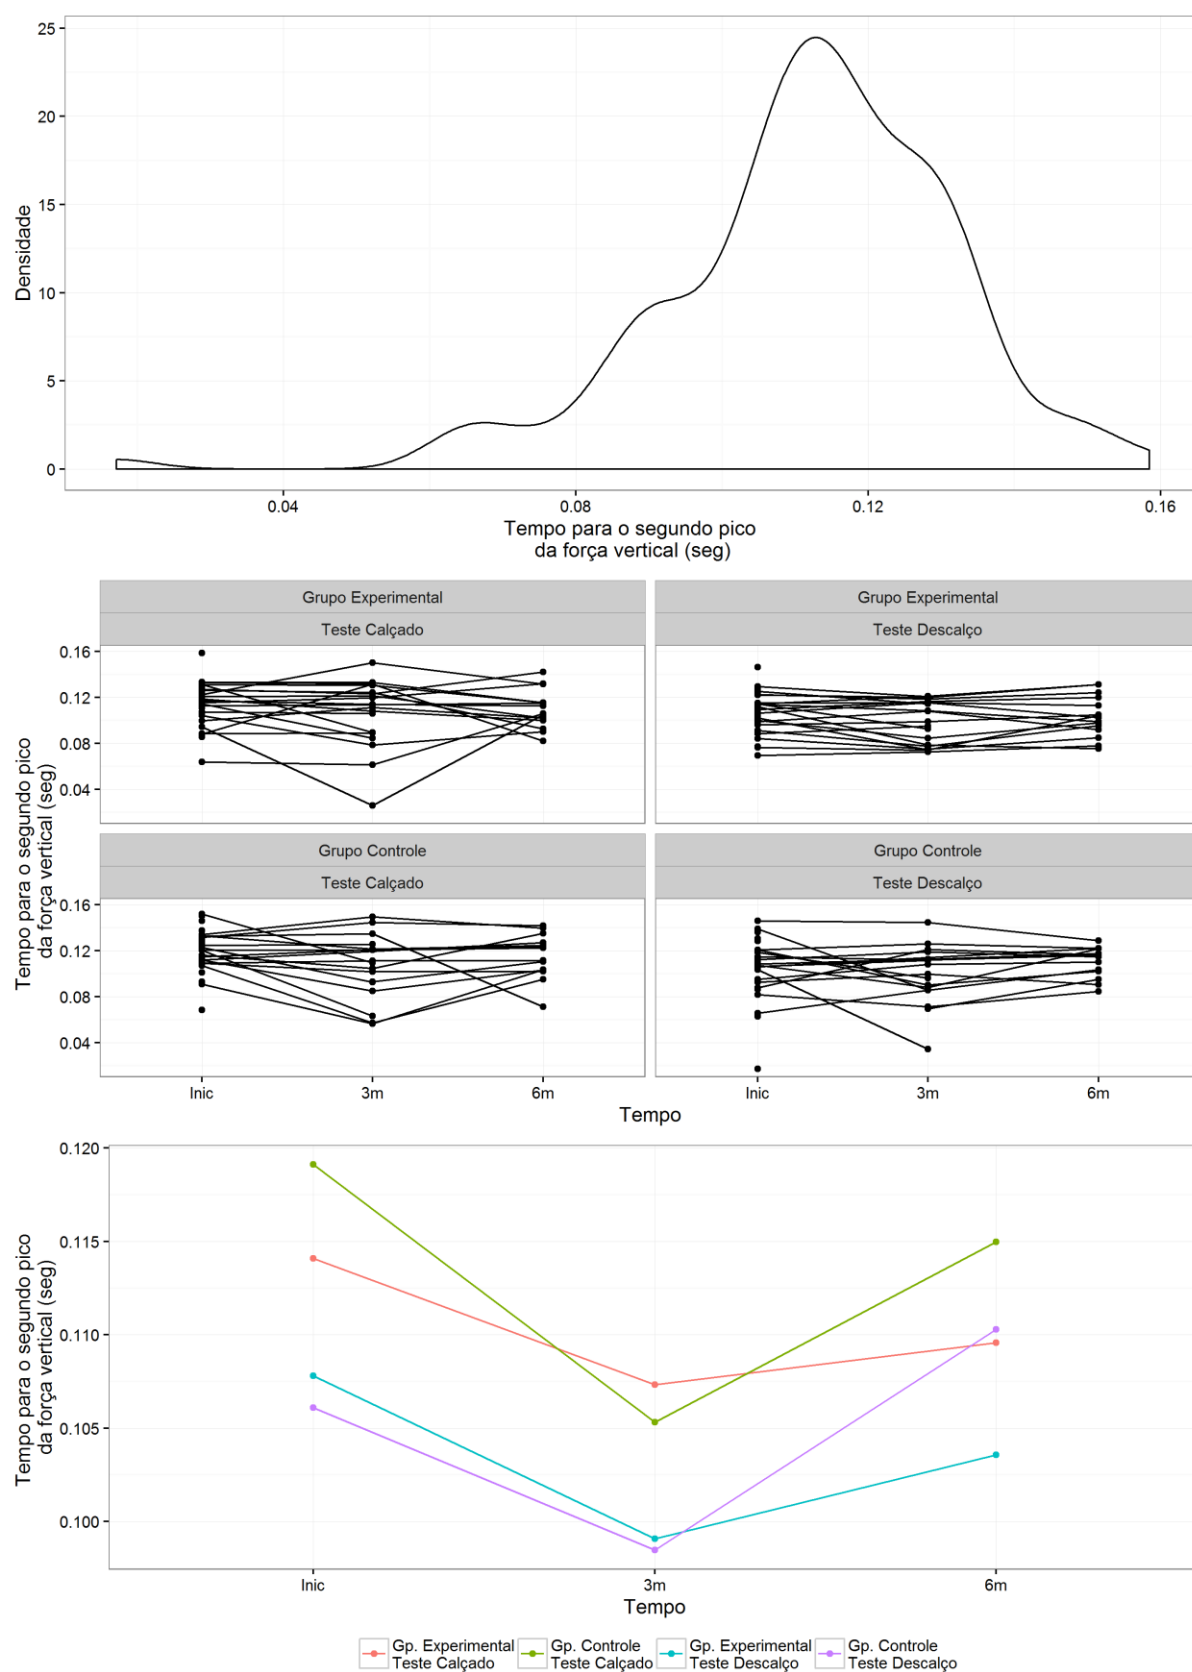 25
20
15
10
5
0
Densidade
0.04
0.08
0.12
0.16
Tempo para o segundo pico
da força vertical (seg)
Grupo Experimental
Teste Calçado
Grupo Experimental
Teste Descalço
0.16
0.12
0.08
0.04
Grupo Controle
Teste Calçado
Grupo Controle
Teste Descalço
0.16
0.12
0.08
0.04
Tempo para o segundo pico
da força vertical (seg)
Inic
3m
6m
Inic
3m
6m
Tempo
0.120
0.115
0.110
0.105
0.100
Tempo para o segundo pico
da força vertical (seg)
Inic
3m
6m
Tempo
Gp. Experimental
Teste Calçado
Gp. Controle
Teste Calçado
Gp. Experimental
Teste Descalço
Gp. Controle
Teste Descalço